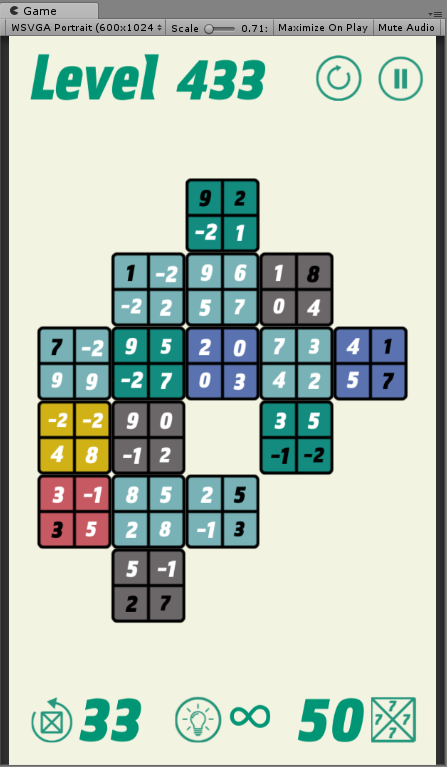 Game
WSVGA Portrait (600x1024 Scale 0.71: Maximize On Play Mute Audio
Level 433
9 2
-2 1
1 -2 9 6 1 8
-2 2 5 7 0 4
7 -2 9 5 2 0 7 3 4 1
9 9 -2 7 0 3 4 2 5 7
-2 -2 9 0 3 5
4 8 -1 2 -1 -2
3 -1 8 5 2 5
3 5 2 8 -1 3
5 -1
2 7
33 ∞ 50 7 7 7 7